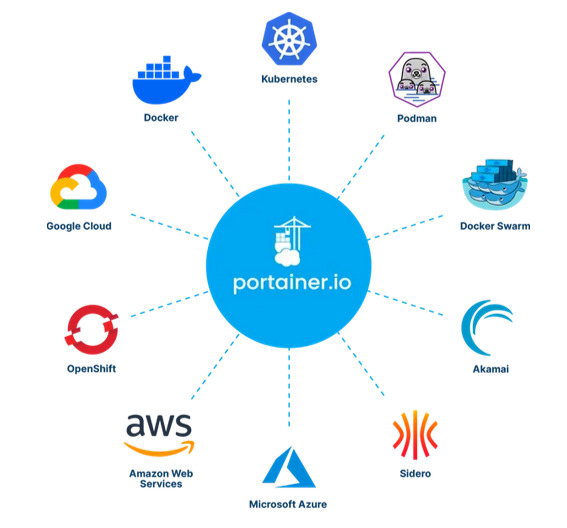 Kubernetes
Docker
Podman
Google Cloud
Docker Swarm
portainer.io
OpenShift
Akamai
aws
Amazon Web
Services
Sidero
Microsoft Azure